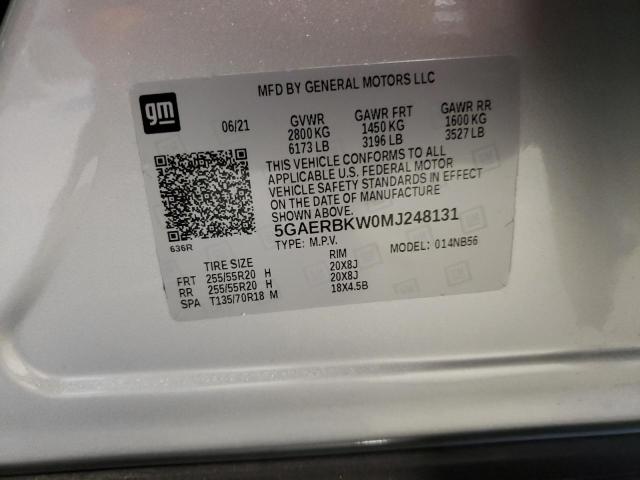 MFD BY GENERAL MOTORS LLC
gm
06/21
GVWR GAWR FRT GAWR RR
2800 KG 1450 KG 1600 KG
6173 LB 3196 LB 3527 LB
THIS VEHICLE CONFORMS TO ALL
APPLICABLE U.S. FEDERAL MOTOR
VEHICLE SAFETY STANDARDS IN EFFECT
ON THE DATE OF MANUFACTURE
SHOWN ABOVE.
5GAERBKW0MJ248131
636R
TYPE: M.P.V. MODEL: 014NB56
TIRE SIZE RIM
FRT 255/55R20 H 20X8J
RR 255/55R20 H 20X8J
SPA T135/70R18 M 18X4.5B